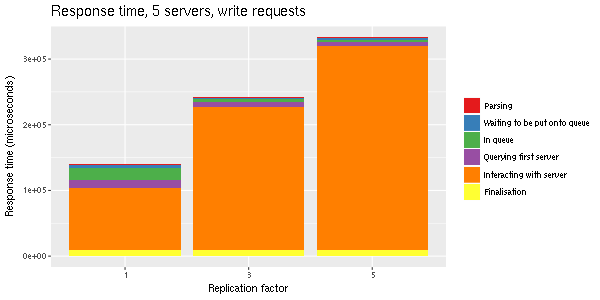 Response time, 5 servers, write requests
Response time (microseconds)
3e+05
2e+05
1e+05
0e+00
1
3
5
Replication factor
Parsing
Waiting to be put onto queue
In queue
Querying first server
Interacting with server
Finalisation